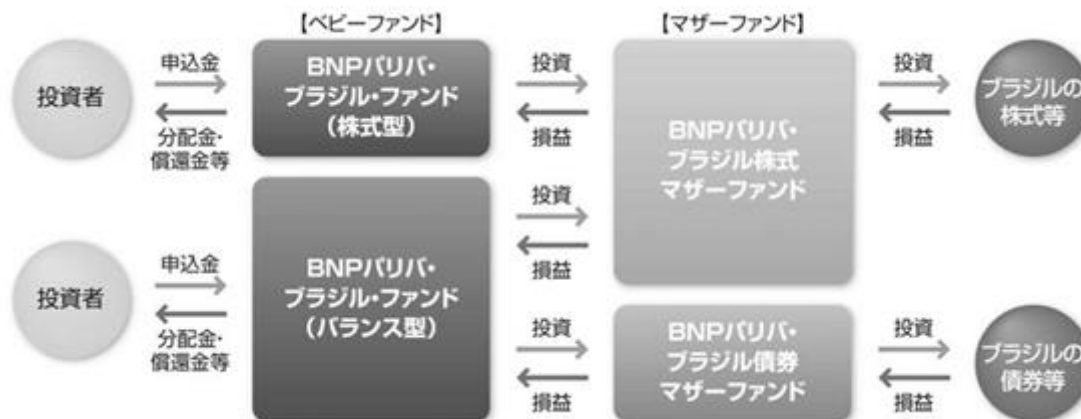 【ベビーファンド】
【マザーファンド】
投資者
申込金
分配金・
償還金等
BNPパリバ・
ブラジル・ファンド
（株式型）
投資
損益
BNPパリバ・
ブラジル株式
マザーファンド
投資
損益
ブラジルの
株式等
投資
損益
投資者
申込金
分配金・
償還金等
BNPパリバ・
ブラジル・ファンド
（バランス型）
投資
損益
BNPパリバ・
ブラジル債券
マザーファンド
投資
損益
ブラジルの
債券等